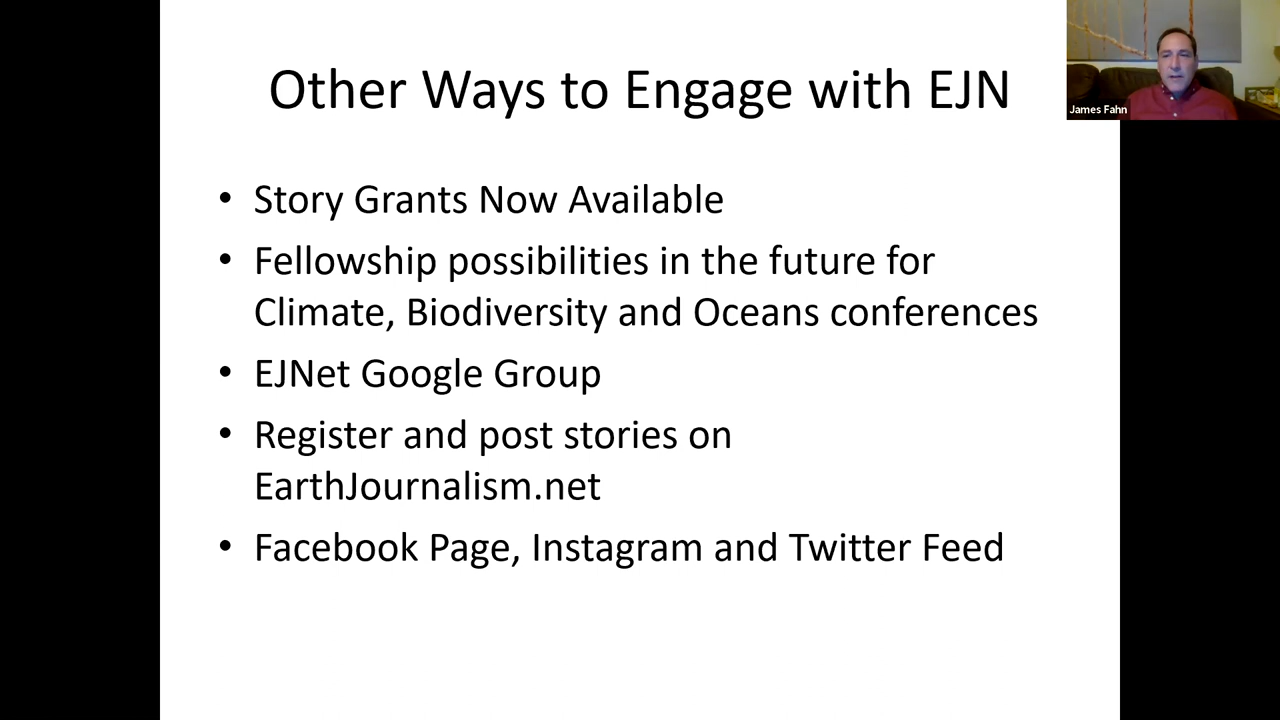 Other Ways to Engage with EJN
James Fahn
• Story Grants Now Available
• Fellowship possibilities in the future for
Climate, Biodiversity and Oceans conferences
• EJNet Google Group
• Register and post stories on
EarthJournalism.net
• Facebook Page, Instagram and Twitter Feed